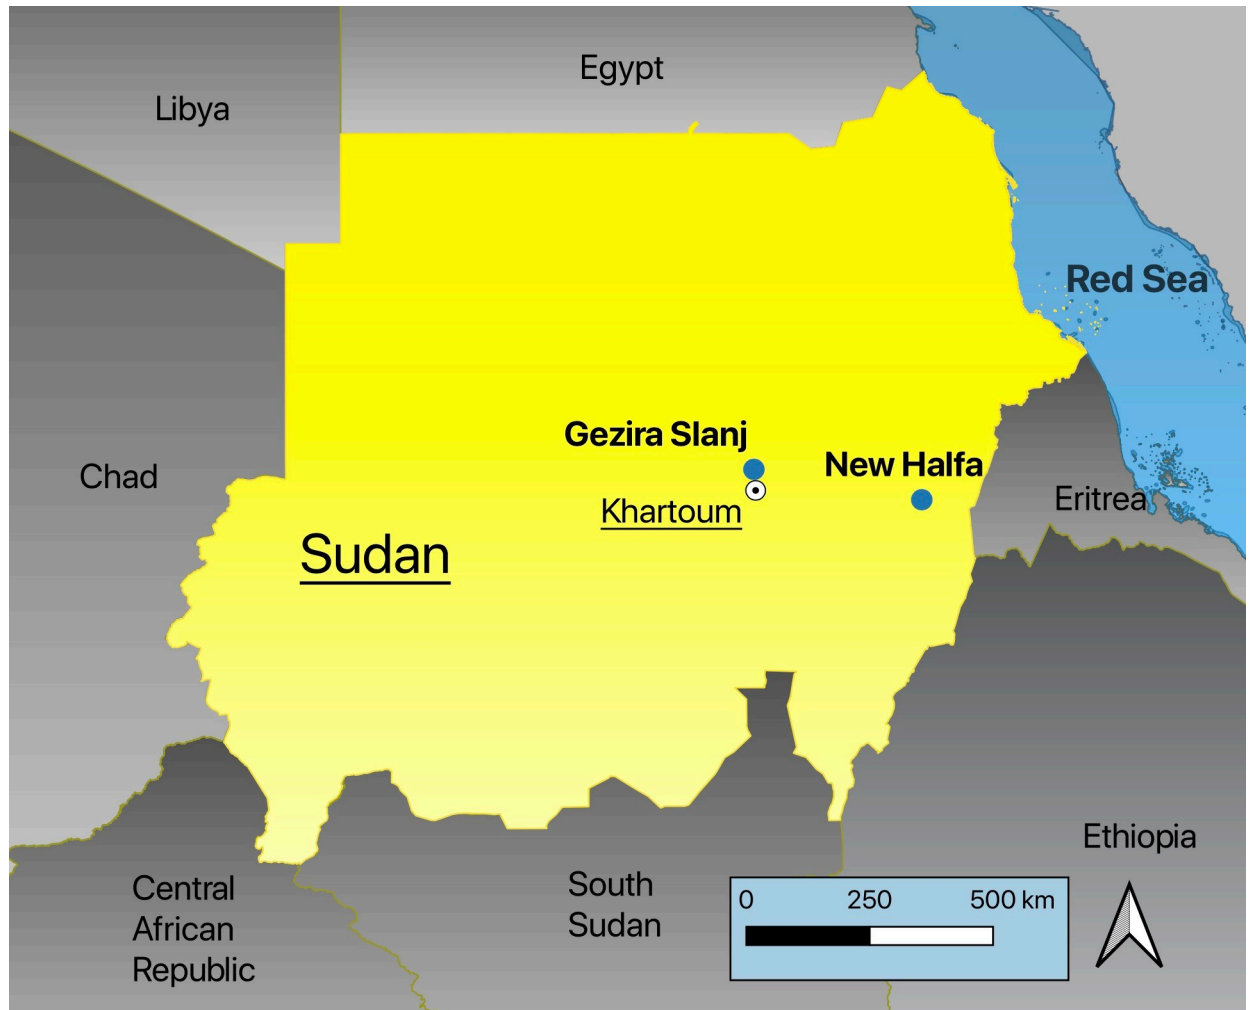 Egypt
Libya
Red Sea
Gezira Slanj
New Halfa
Chad
Eritrea
Khartoum
Sudan
Ethiopia
Central
African
Republic
South
Sudan
0 250 500 km